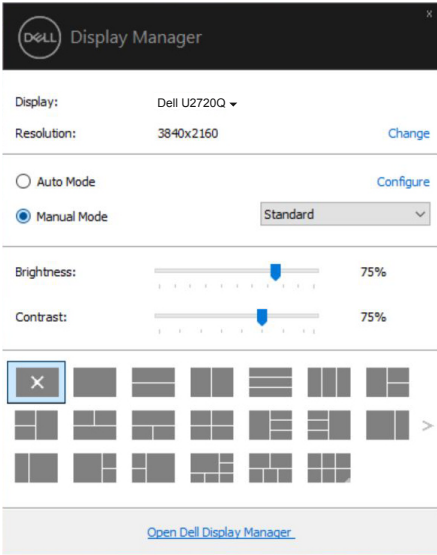 DELL Display Manager x
Display: Dell U2720Q
Resolution: 3840x2160 Change
Auto Mode Configure
Manual Mode Standard
Brightness: 75%
Contrast: 75%
Open Dell Display Manager